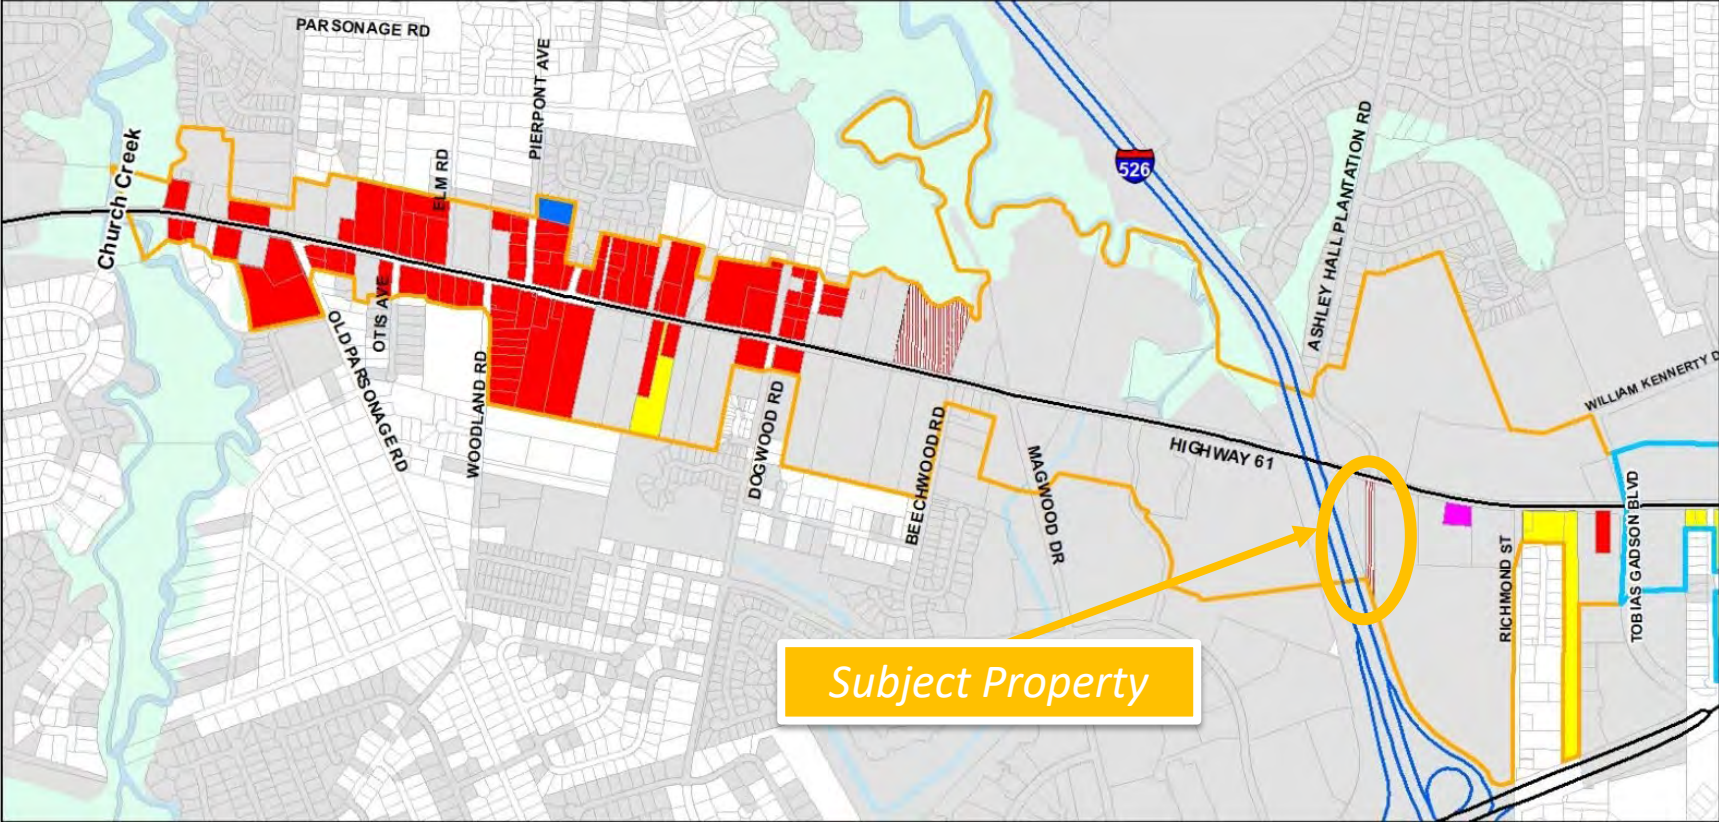 PARSONAGE RD
PIERPONT AVE
ELM RD
Church Creek
526
ASHLEY HALL PLANTATION RD
OTIS AVE
OLD PARSONAGE RD
WOODLAND RD
DOGWOOD RD
BEECHWOOD RD
MAGWOOD DR
HIGHWAY 61
WILLIAM KENNERTY D
RICHMOND ST
TOBIAS GADSON BLVD
Subject Property